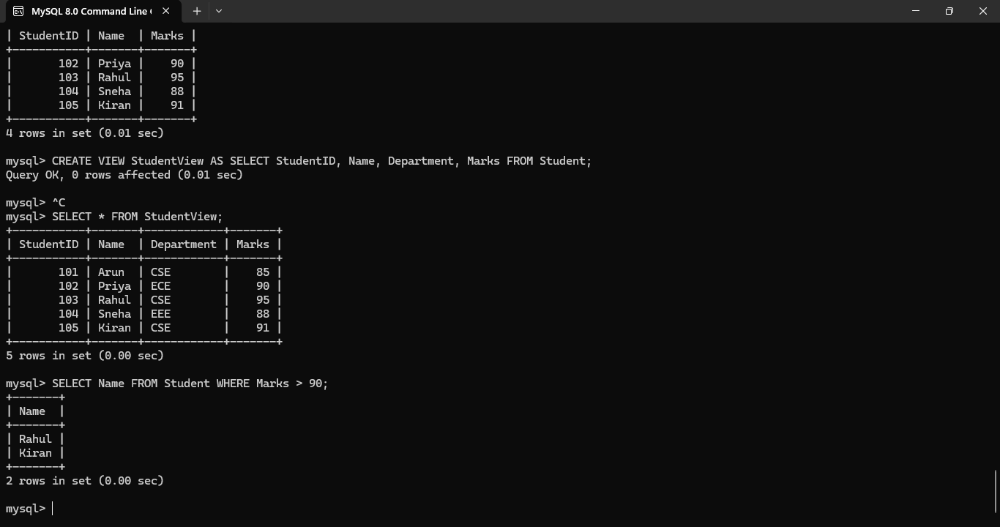 MySQL 8.0 Command Line
| StudentID | Name  | Marks |
+-----------+-------+-------+
|       102 | Priya |    90 |
|       103 | Rahul |    95 |
|       104 | Sneha |    88 |
|       105 | Kiran |    91 |
+-----------+-------+-------+
4 rows in set (0.01 sec)
mysql> CREATE VIEW StudentView AS SELECT StudentID, Name, Department, Marks FROM Student;
Query OK, 0 rows affected (0.01 sec)
mysql> ^C
mysql> SELECT * FROM StudentView;
+-----------+-------+------------+-------+
| StudentID | Name  | Department | Marks |
+-----------+-------+------------+-------+
|       101 | Arun  | CSE        |    85 |
|       102 | Priya | ECE        |    90 |
|       103 | Rahul | CSE        |    95 |
|       104 | Sneha | EEE        |    88 |
|       105 | Kiran | CSE        |    91 |
+-----------+-------+------------+-------+
5 rows in set (0.00 sec)
mysql> SELECT Name FROM Student WHERE Marks > 90;
+-------+
| Name  |
+-------+
| Rahul |
| Kiran |
+-------+
2 rows in set (0.00 sec)
mysql>